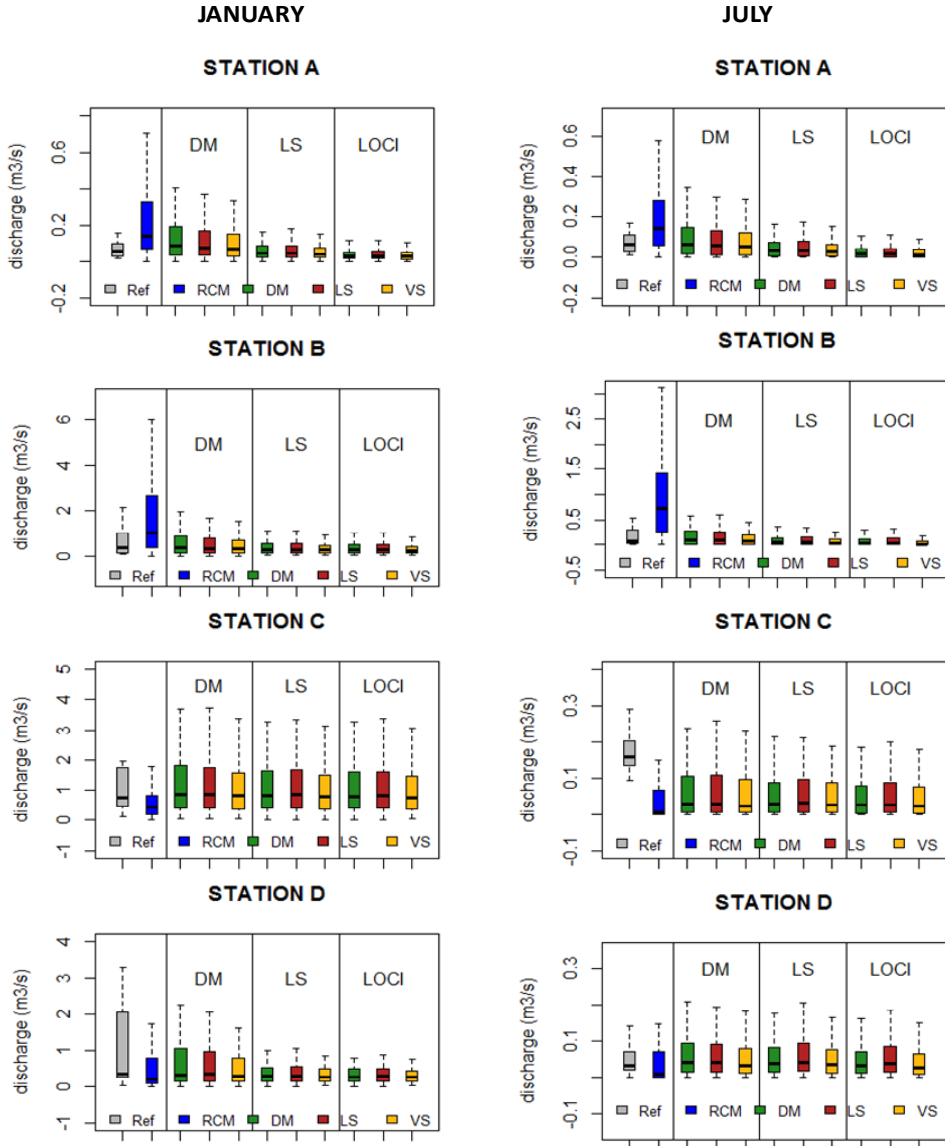 JANUARY
JULY
STATION A
discharge (m3/s)
0.6
0.2
-0.2
DM
LS
LOCI
Ref
RCM
DM
LS
VS
STATION A
discharge (m3/s)
0.6
0.4
0.2
0.0
-0.2
DM
LS
LOCI
Ref
RCM
DM
LS
VS
STATION B
discharge (m3/s)
6
4
2
0
DM
LS
LOCI
Ref
RCM
DM
LS
VS
STATION B
discharge (m3/s)
2.5
1.5
0.5
-0.5
DM
LS
LOCI
Ref
RCM
DM
LS
VS
STATION C
discharge (m3/s)
5
4
3
2
1
0
-1
DM
LS
LOCI
Ref
RCM
DM
LS
VS
STATION C
discharge (m3/s)
0.3
0.1
-0.1
DM
LS
LOCI
Ref
RCM
DM
LS
VS
STATION D
discharge (m3/s)
4
3
2
1
0
-1
DM
LS
LOCI
Ref
RCM
DM
LS
VS
STATION D
discharge (m3/s)
0.3
0.1
-0.1
DM
LS
LOCI
Ref
RCM
DM
LS
VS